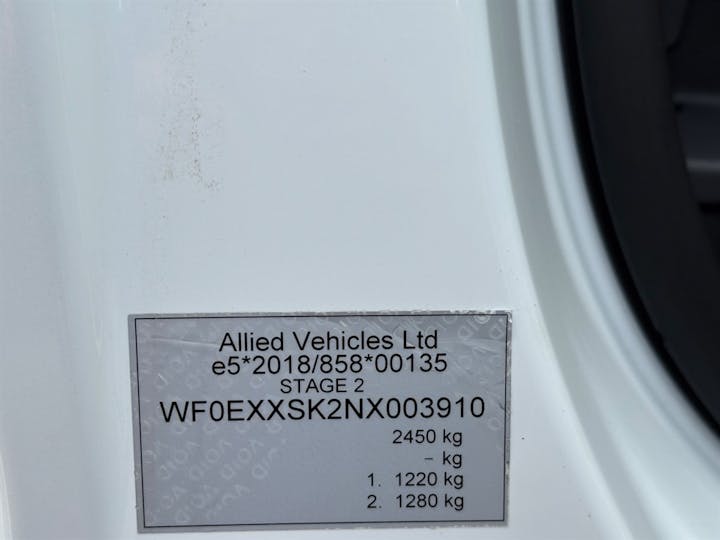 Allied Vehicles Ltd
e5*2018/858*00135
STAGE 2
WF0EXXSK2NX003910
2450 kg
- kg
1. 1220 kg
2. 1280 kg